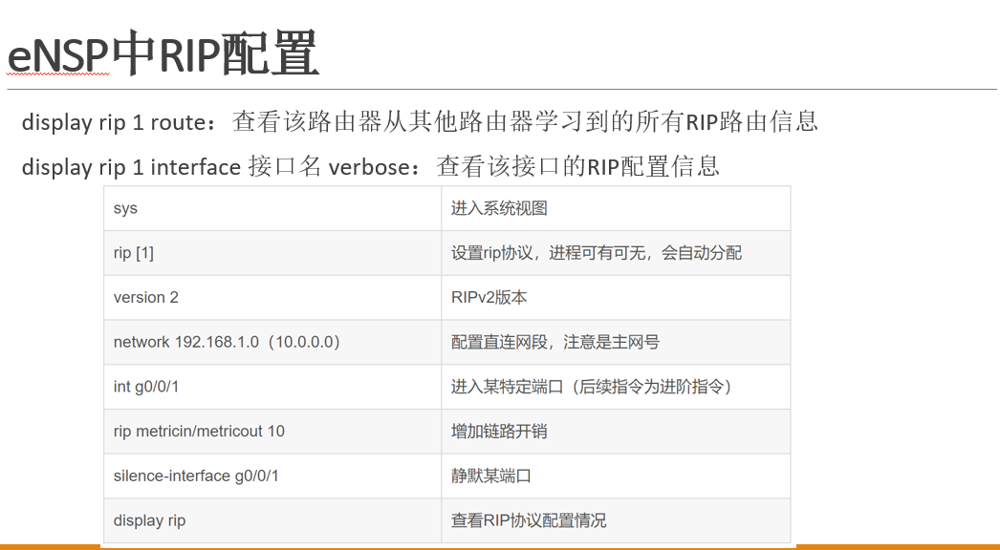 eNSP中RIP配置
display rip 1 route：查看该路由器从其他路由器学习到的所有RIP路由信息
display rip 1 interface 接口名 verbose：查看该接口的RIP配置信息
sys 进入系统视图
rip [1] 设置rip协议，进程可有可无，会自动分配
version 2 RIPv2版本
network 192.168.1.0（10.0.0.0） 配置直连网段，注意是主网号
int g0/0/1 进入某特定端口（后续指令为进阶指令）
rip metricin/metricout 10 增加链路开销
silence-interface g0/0/1 静默某端口
display rip 查看RIP协议配置情况